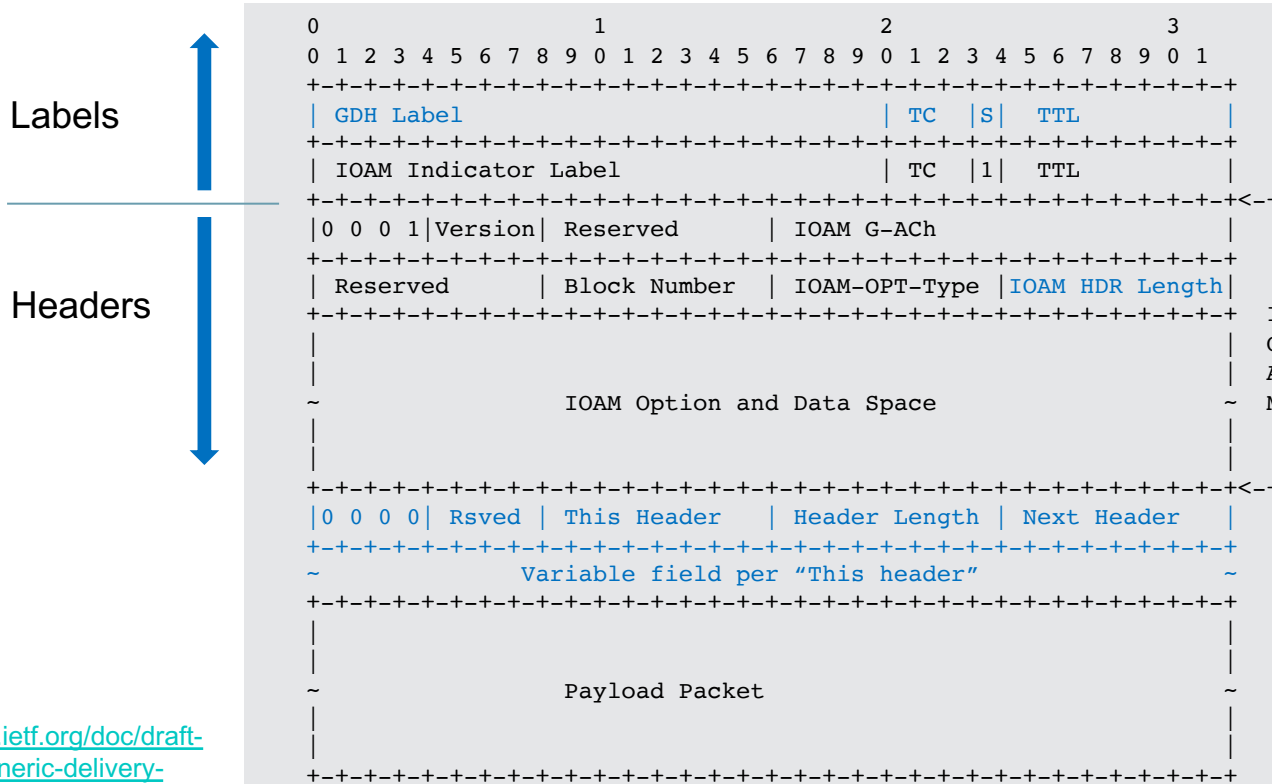 0                   1                   2                   3
0 1 2 3 4 5 6 7 8 9 0 1 2 3 4 5 6 7 8 9 0 1 2 3 4 5 6 7 8 9 0 1
+-+-+-+-+-+-+-+-+-+-+-+-+-+-+-+-+-+-+-+-+-+-+-+-+-+-+-+-+-+-+-+-+
Labels
| GDH Label                             | TC  |S|  TTL          |
+-+-+-+-+-+-+-+-+-+-+-+-+-+-+-+-+-+-+-+-+-+-+-+-+-+-+-+-+-+-+-+-+
| IOAM Indicator Label                  | TC  |1|  TTL          |
+-+-+-+-+-+-+-+-+-+-+-+-+-+-+-+-+-+-+-+-+-+-+-+-+-+-+-+-+-+-+-+-+<-+
|0 0 0 1|Version| Reserved      | IOAM G-ACh                    |
+-+-+-+-+-+-+-+-+-+-+-+-+-+-+-+-+-+-+-+-+-+-+-+-+-+-+-+-+-+-+-+-+
Headers
| Reserved      | Block Number  | IOAM-OPT-Type |IOAM HDR Length|
+-+-+-+-+-+-+-+-+-+-+-+-+-+-+-+-+-+-+-+-+-+-+-+-+-+-+-+-+-+-+-+-+  I
|                                                               |  O
|                                                               |  A
~                 IOAM Option and Data Space                    ~  M
|                                                               |
|                                                               |
+-+-+-+-+-+-+-+-+-+-+-+-+-+-+-+-+-+-+-+-+-+-+-+-+-+-+-+-+-+-+-+-+<-+
|0 0 0 0| Rsved | This Header   | Header Length | Next Header   |
+-+-+-+-+-+-+-+-+-+-+-+-+-+-+-+-+-+-+-+-+-+-+-+-+-+-+-+-+-+-+-+-+
~              Variable field per “This header”                 ~
+-+-+-+-+-+-+-+-+-+-+-+-+-+-+-+-+-+-+-+-+-+-+-+-+-+-+-+-+-+-+-+-+
|                                                               |
|                                                               |
~                 Payload Packet                                ~
|                                                               |
|                                                               |
+-+-+-+-+-+-+-+-+-+-+-+-+-+-+-+-+-+-+-+-+-+-+-+-+-+-+-+-+-+-+-+-+
ietf.org/doc/draft-
neric-delivery-